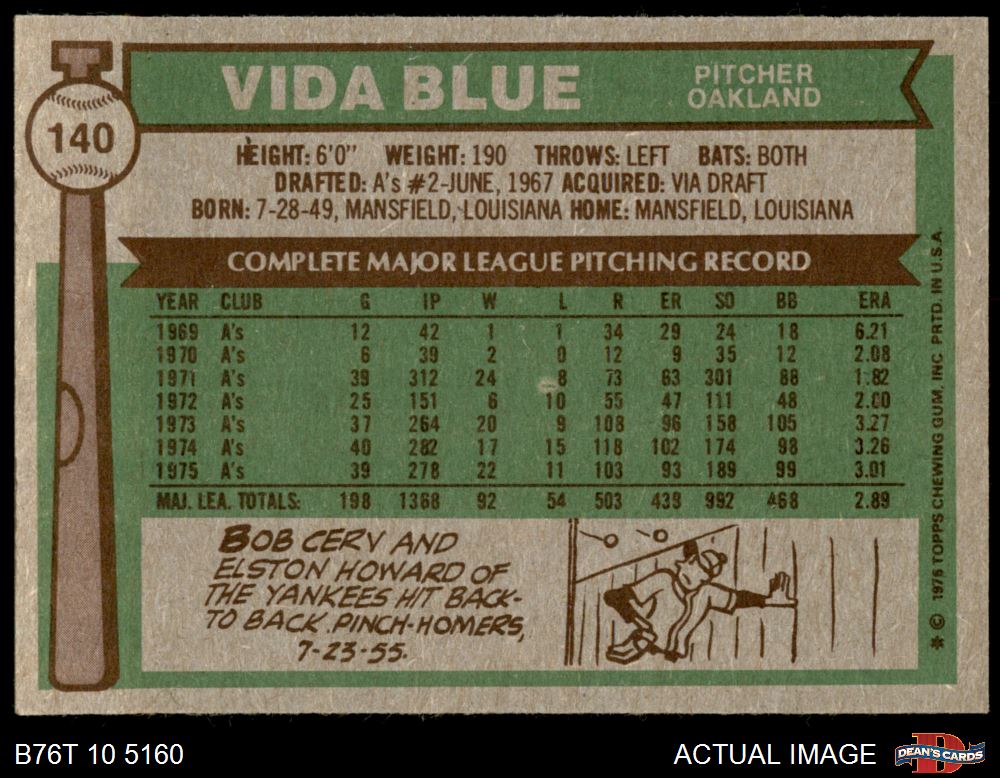 VIDA BLUE
PITCHER
OAKLAND
140
HEIGHT: 6'0" WEIGHT: 190 THROWS: LEFT BATS: BOTH
DRAFTED: A's #2-JUNE, 1967 ACQUIRED: VIA DRAFT
BORN: 7-28-49, MANSFIELD, LOUISIANA HOME: MANSFIELD, LOUISIANA
COMPLETE MAJOR LEAGUE PITCHING RECORD
YEAR CLUB G IP W L R ER SO BB ERA
1969 A's 12 42 1 1 34 29 24 18 6.21
1970 A's 6 39 2 0 12 9 35 12 2.08
1971 A's 39 312 24 8 73 63 301 88 1.82
1972 A's 25 151 6 10 55 47 111 48 2.80
1973 A's 37 264 20 9 108 96 158 105 3.27
1974 A's 40 282 17 15 118 102 174 98 3.26
1975 A's 39 278 22 11 103 93 189 99 3.01
MAJ. LEA. TOTALS: 198 1368 92 54 503 439 992 468 2.89
BOB CERV AND
ELSTON HOWARD OF
THE YANKEES HIT BACK-
TO BACK PINCH-HOMERS,
7-23-55.
* © 1976 TOPPS CHEWING GUM, INC. PRTD. IN U.S.A.
B76T 10 5160
ACTUAL IMAGE
D
DEAN'S CARDS